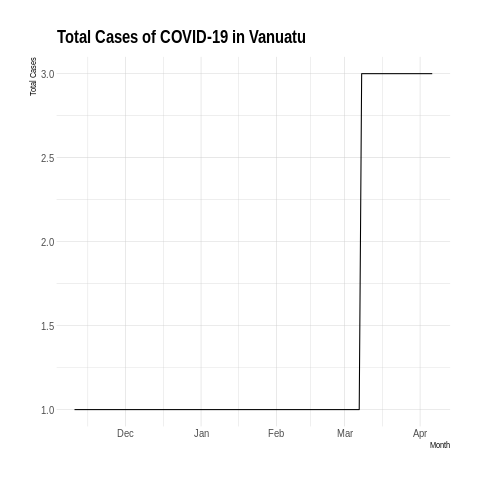 Total Cases of COVID-19 in Vanuatu
Total Cases
3.0
2.5
2.0
1.5
1.0
Dec Jan Feb Mar Apr
Month